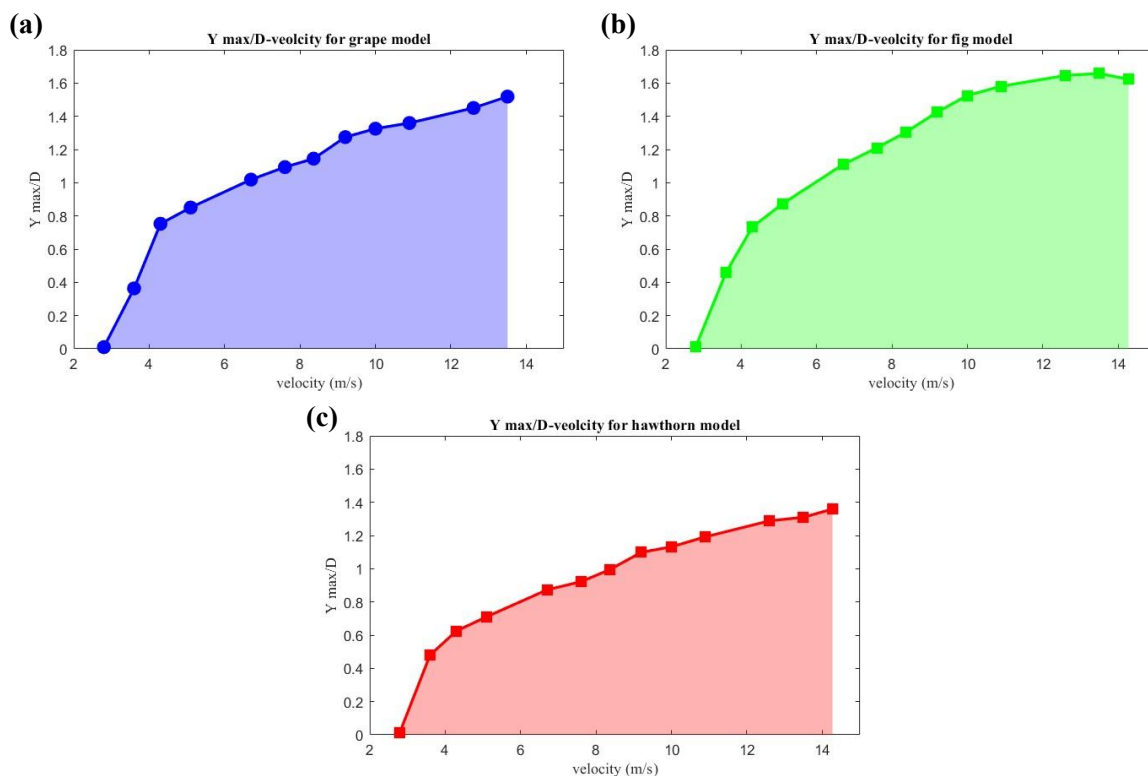 (a)
Y max/D-veolcity for grape model
1.8
1.6
1.4
1.2
1
0.8
0.6
0.4
0.2
0
Y max/D
2 4 6 8 10 12 14
velocity (m/s)
(b)
Y max/D-veolcity for fig model
1.8
1.6
1.4
1.2
1
0.8
0.6
0.4
0.2
0
Y max/D
2 4 6 8 10 12 14
velocity (m/s)
(c)
Y max/D-veolcity for hawthorn model
1.8
1.6
1.4
1.2
1
0.8
0.6
0.4
0.2
0
Y max/D
2 4 6 8 10 12 14
velocity (m/s)